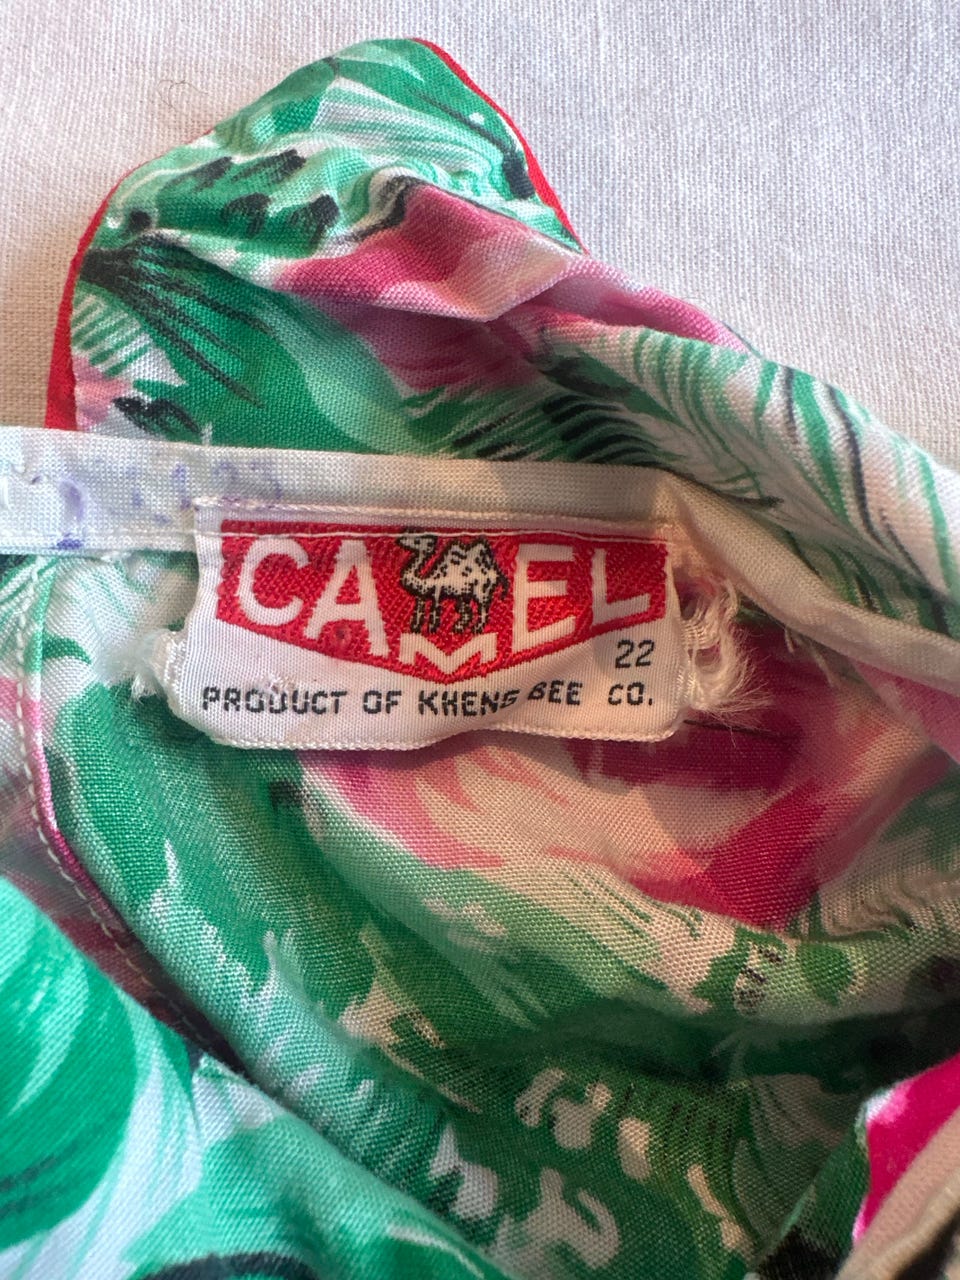 CAMEL
22
PRODUCT OF KHENG BEE CO.